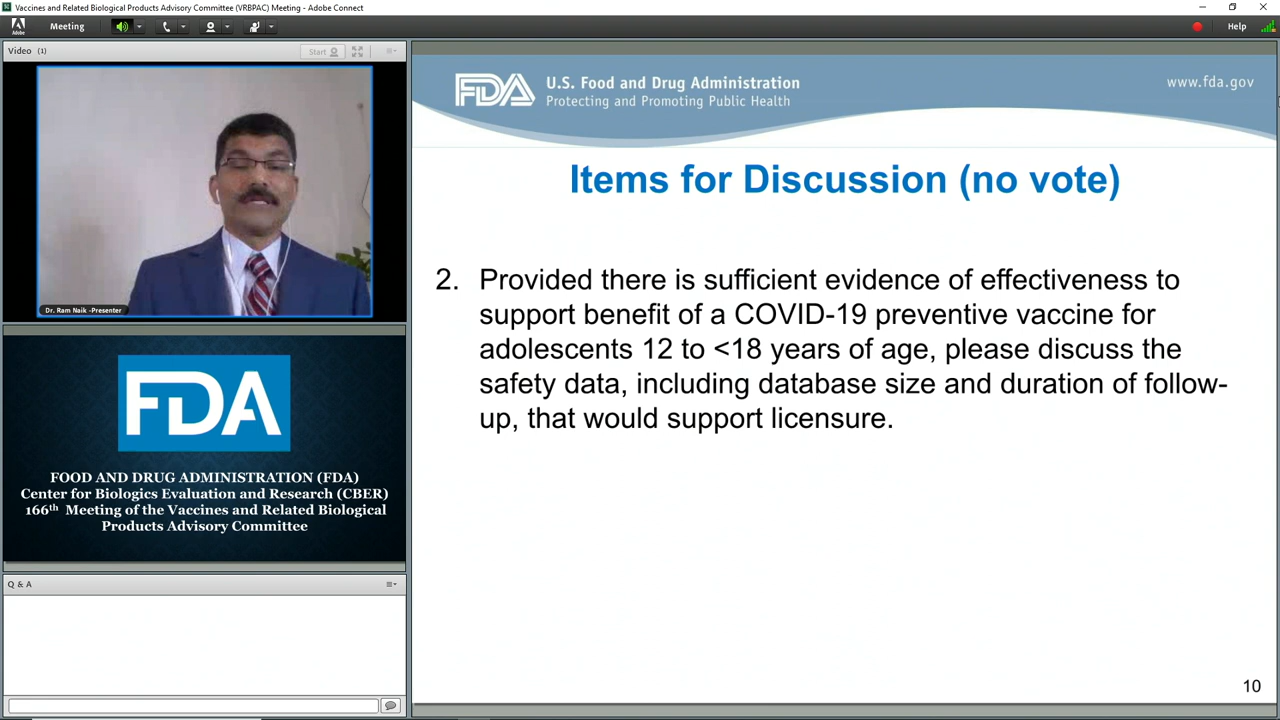 Vaccines and Related Biological Products Advisory Committee (VRBPAC) Meeting - Adobe Connect
Adobe
Meeting
Help
Video (1)
Start
Dr. Ram Naik -Presenter
FDA
FOOD AND DRUG ADMINISTRATION (FDA)
Center for Biologics Evaluation and Research (CBER)
166th Meeting of the Vaccines and Related Biological
Products Advisory Committee
Q & A
FDA U.S. Food and Drug Administration
Protecting and Promoting Public Health
www.fda.gov
Items for Discussion (no vote)
2. Provided there is sufficient evidence of effectiveness to
support benefit of a COVID-19 preventive vaccine for
adolescents 12 to <18 years of age, please discuss the
safety data, including database size and duration of follow-
up, that would support licensure.
10